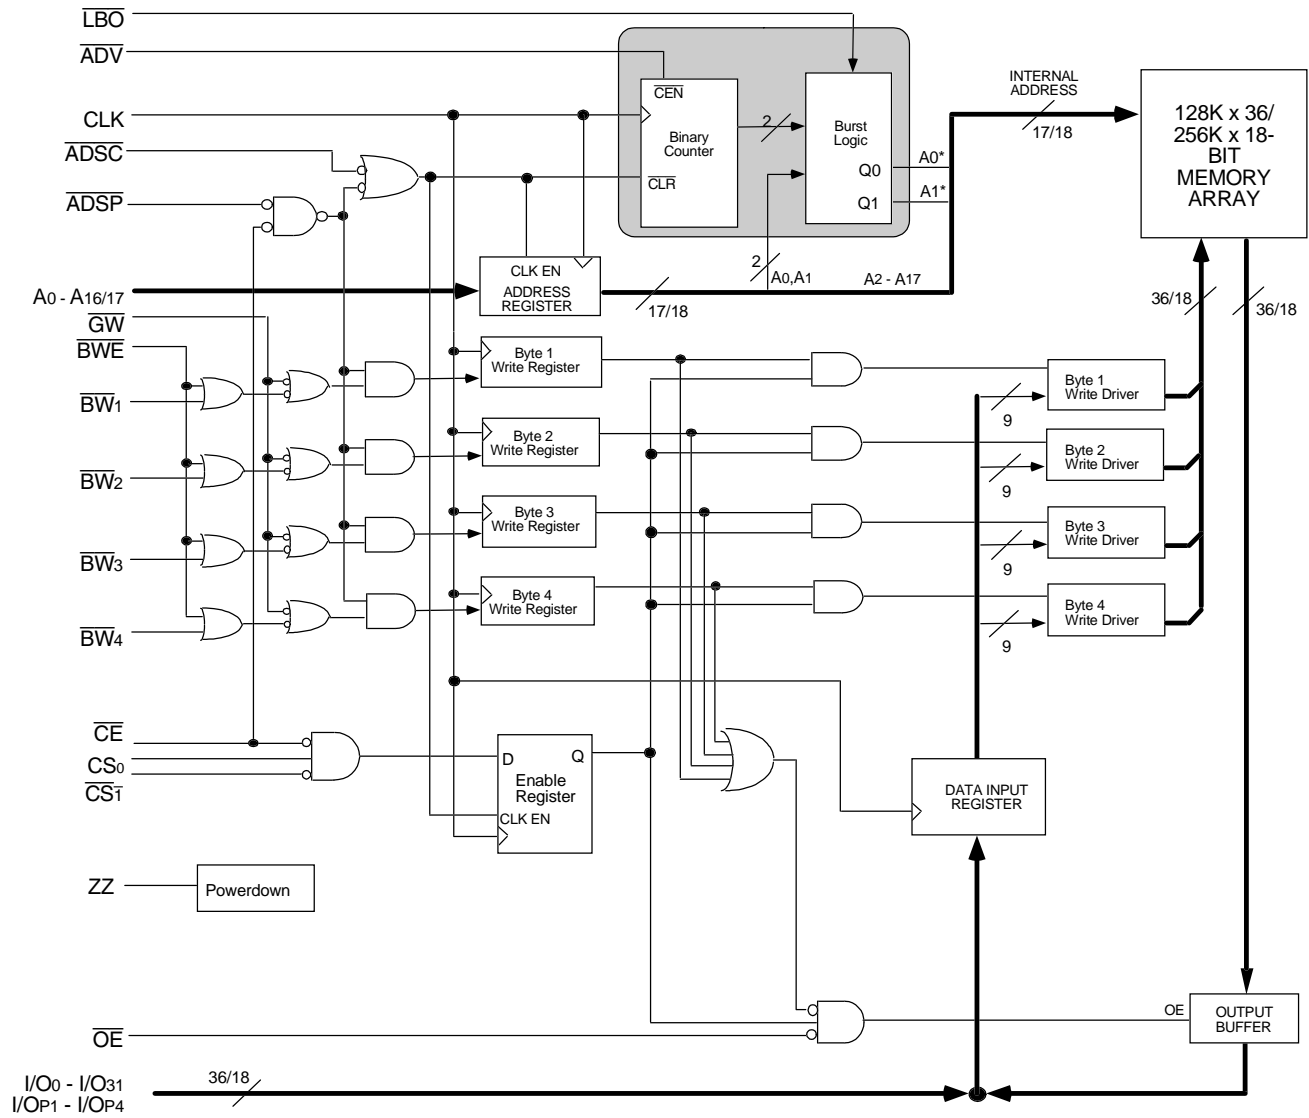 LBO
ADV
CLK
ADSC
ADSP
A0 - A16/17
GW
BWE
BW1
BW2
BW3
BW4
CE
CS0
CS1
ZZ
OE
I/O0 - I/O31
I/OP1 - I/OP4
CEN
Binary
Counter
CLR
2
Burst
Logic
Q0
Q1
A0*
A1*
INTERNAL
ADDRESS
17/18
128K x 36/
256K x 18-
BIT
MEMORY
ARRAY
CLK EN
ADDRESS
REGISTER
17/18
2
A0,A1
A2 - A17
36/18
36/18
Byte 1
Write Register
Byte 2
Write Register
Byte 3
Write Register
Byte 4
Write Register
Byte 1
Write Driver
9
Byte 2
Write Driver
9
Byte 3
Write Driver
9
Byte 4
Write Driver
9
D
Q
Enable
Register
CLK EN
DATA INPUT
REGISTER
Powerdown
OE
OUTPUT
BUFFER
36/18